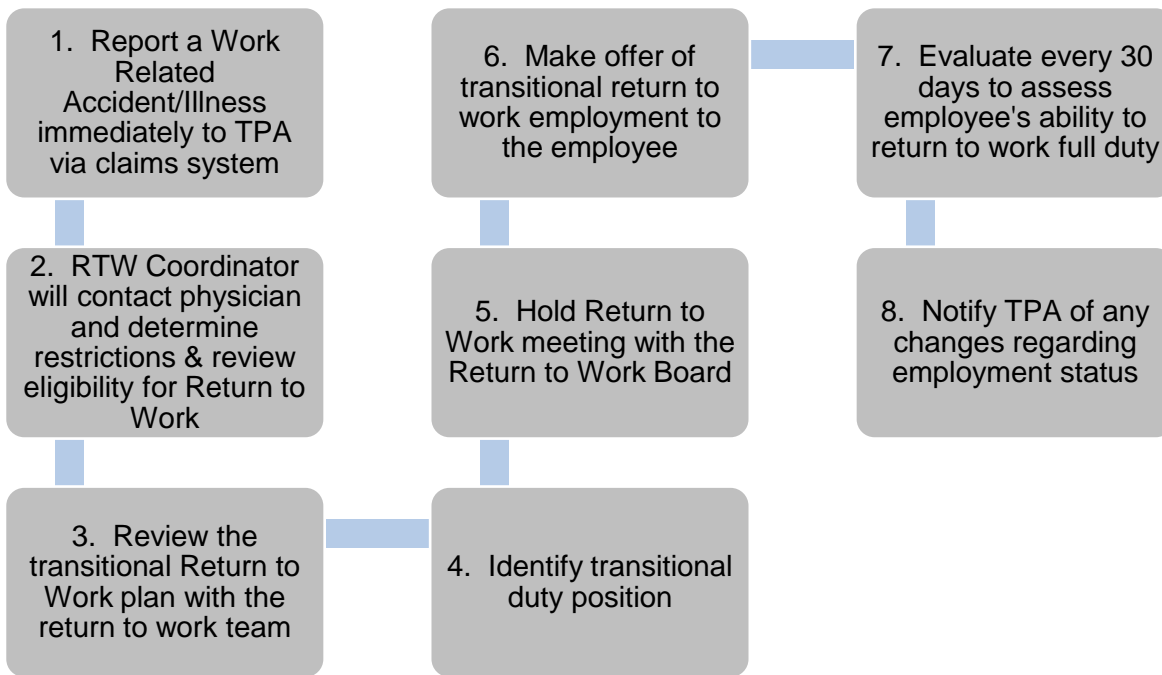 1.  Report a Work
Related
Accident/Illness
immediately to TPA
via claims system
2.  RTW Coordinator
will contact physician
and determine
restrictions & review
eligibility for Return to
Work
3.  Review the
transitional Return to
Work plan with the
return to work team
4.  Identify transitional
duty position
5.  Hold Return to
Work meeting with the
Return to Work Board
6.  Make offer of
transitional return to
work employment to
the employee
7.  Evaluate every 30
days to assess
employee's ability to
return to work full duty
8.  Notify TPA of any
changes regarding
employment status